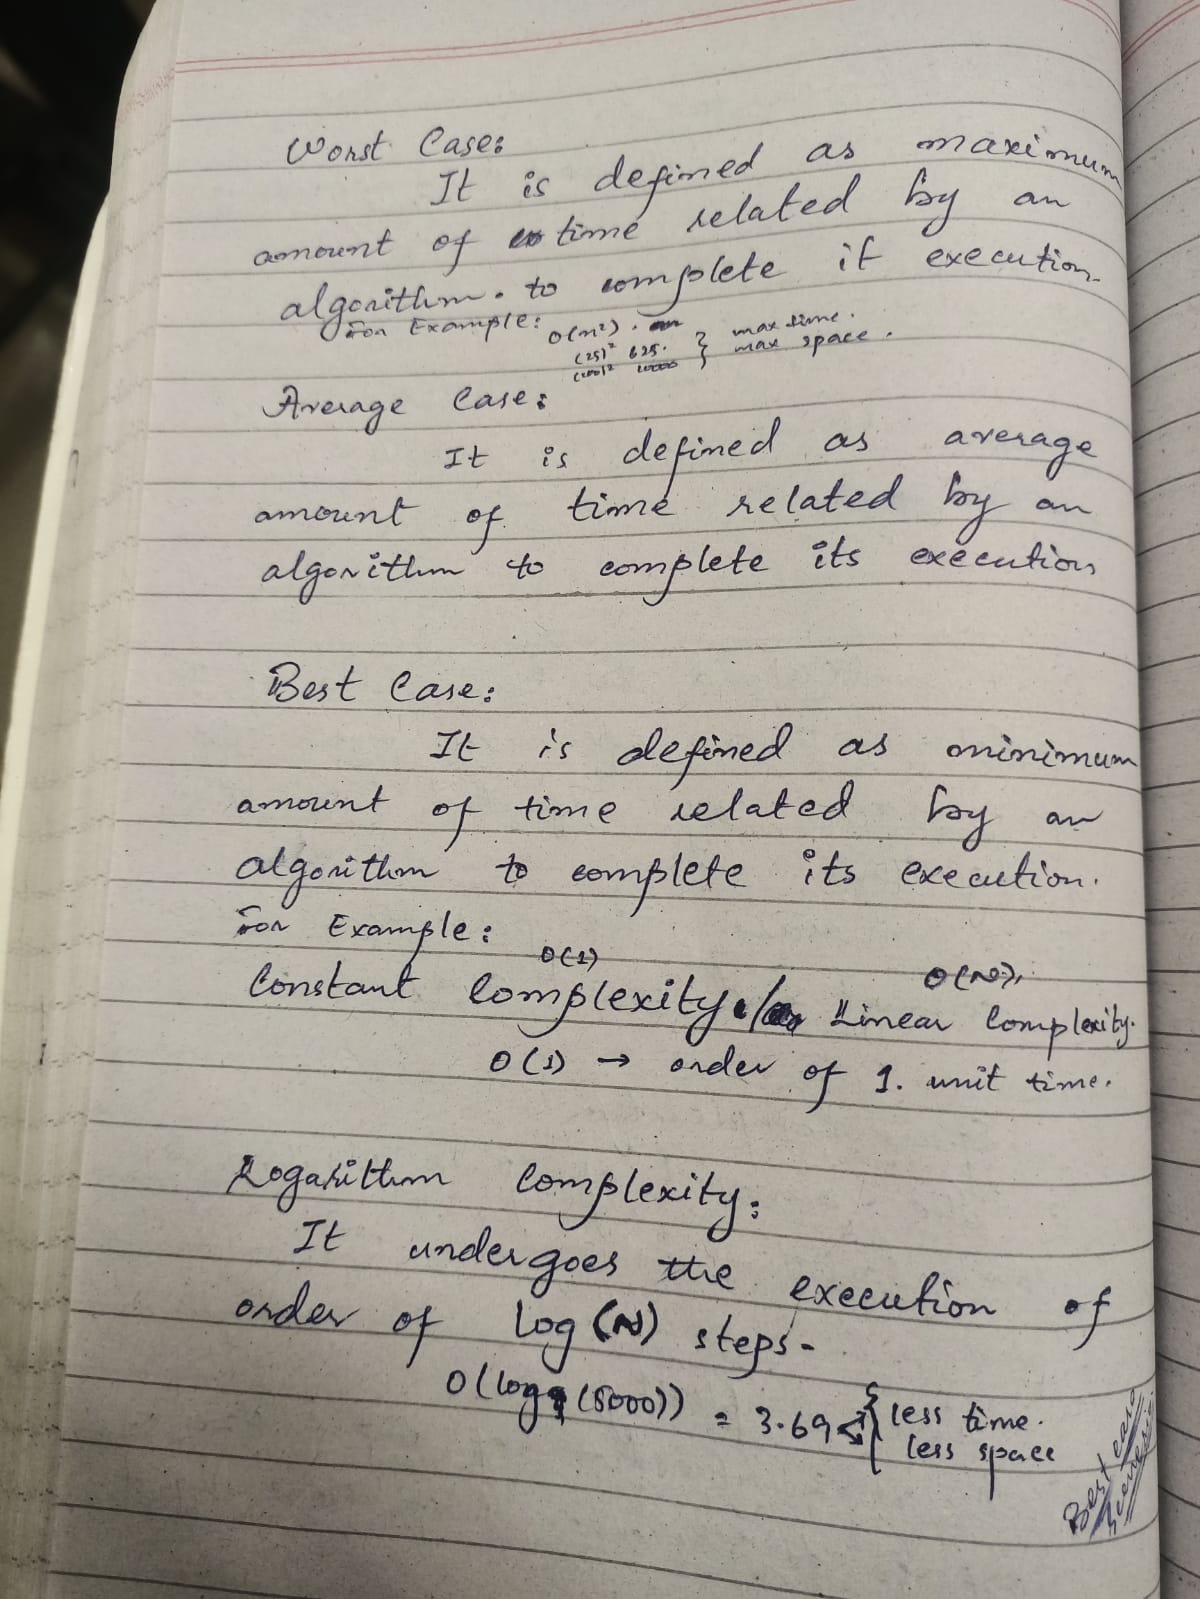 Worst Case:
It is defined as maximum
amount of time related by an
algorithm. to complete it execution.
For Example: O(n²).
(25)² 625. } max time.
(100)² 10000 max space.
Average Case:
It is defined as average
amount of time related by an
algorithm to complete its execution
Best Case:
It is defined as minimum
amount of time related by an
algorithm to complete its execution.
For Example:
O(1) O(N).
Constant Complexity. / Linear Complexity.
O(1) → order of 1. unit time.
Logarithm Complexity:
It undergoes the execution of
order of log(N) steps.
O(log (5000)) = 3.69 { less time.
less space
Best case